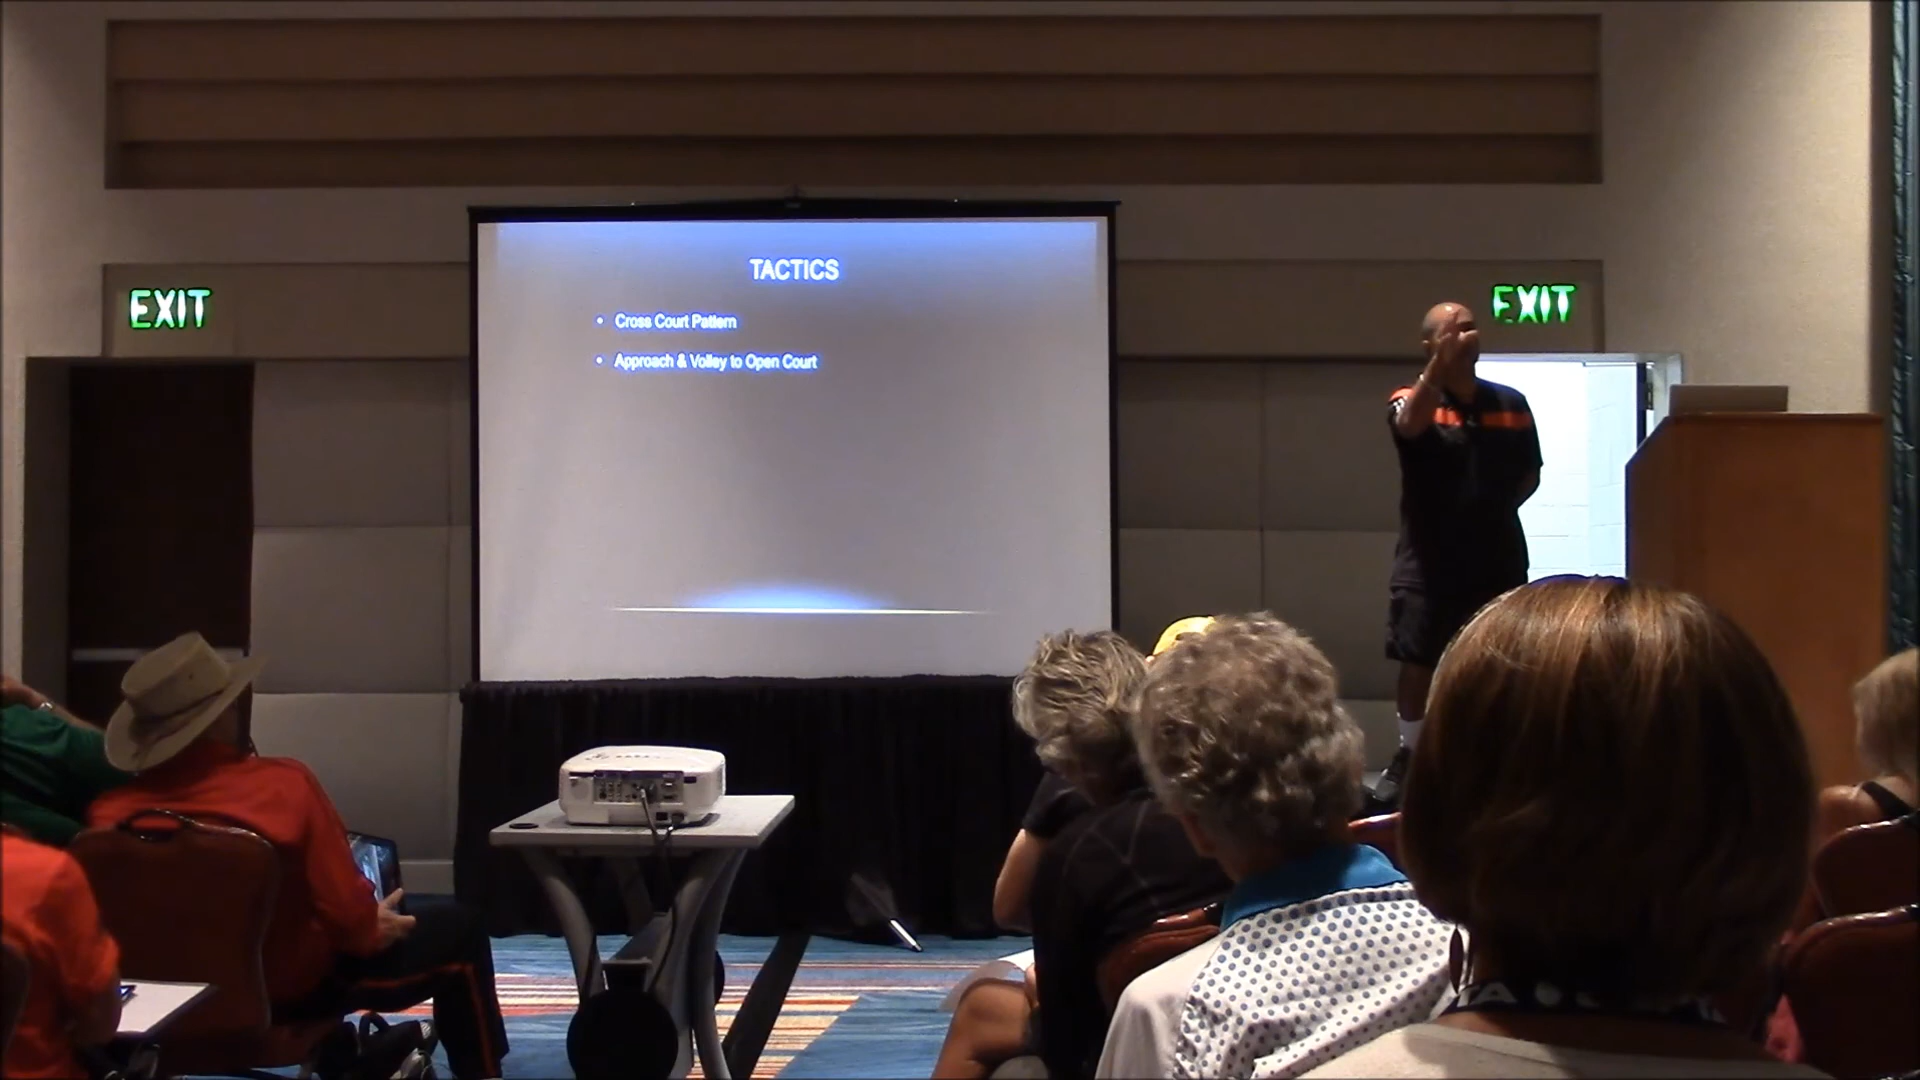 TACTICS
• Cross Court Pattern
• Approach & Volley to Open Court
EXIT
EXIT